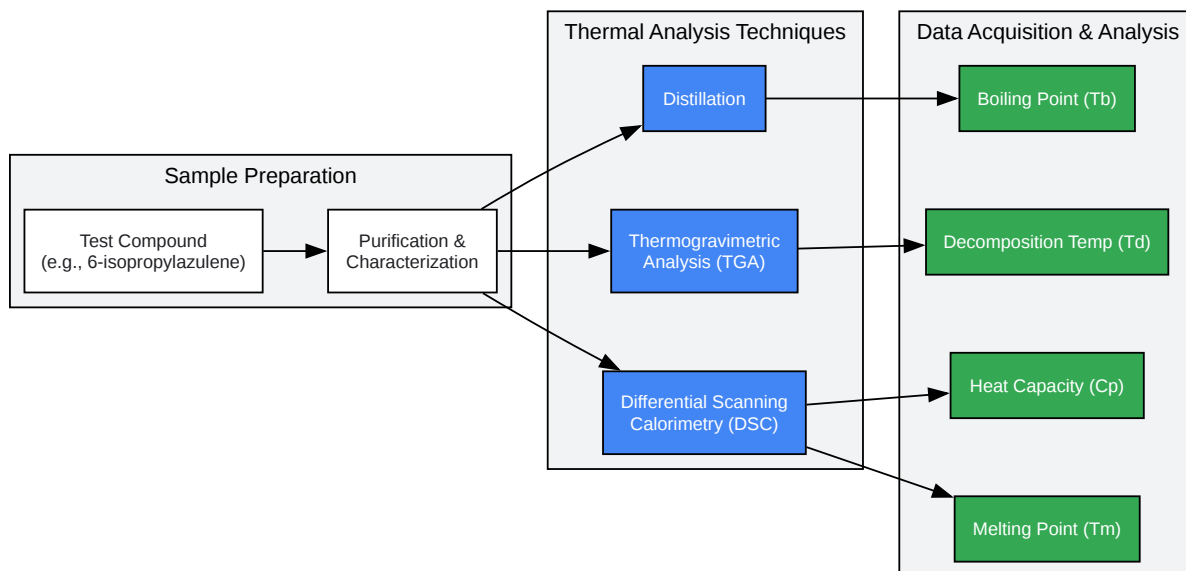 Sample Preparation
Test Compound
(e.g., 6-isopropylazulene)
Purification &
Characterization
Thermal Analysis Techniques
Distillation
Thermogravimetric
Analysis (TGA)
Differential Scanning
Calorimetry (DSC)
Data Acquisition & Analysis
Boiling Point (Tb)
Decomposition Temp (Td)
Heat Capacity (Cp)
Melting Point (Tm)